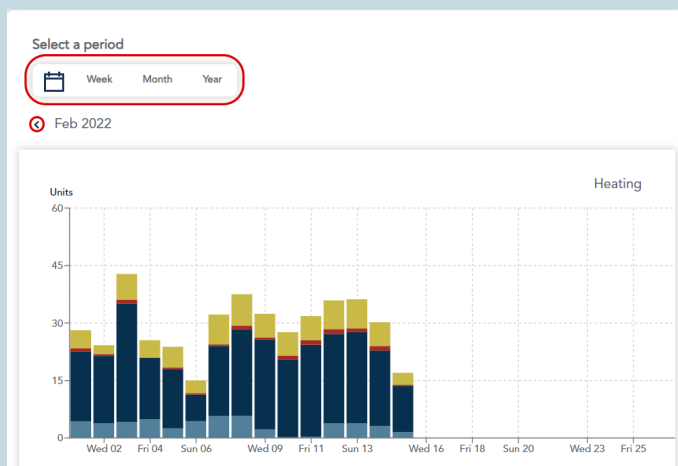 Select a period
Week Month Year
Feb 2022
Heating
Units
60
45
30
15
0
Wed 02 Fri 04 Sun 06 Wed 09 Fri 11 Sun 13 Wed 16 Fri 18 Sun 20 Wed 23 Fri 25